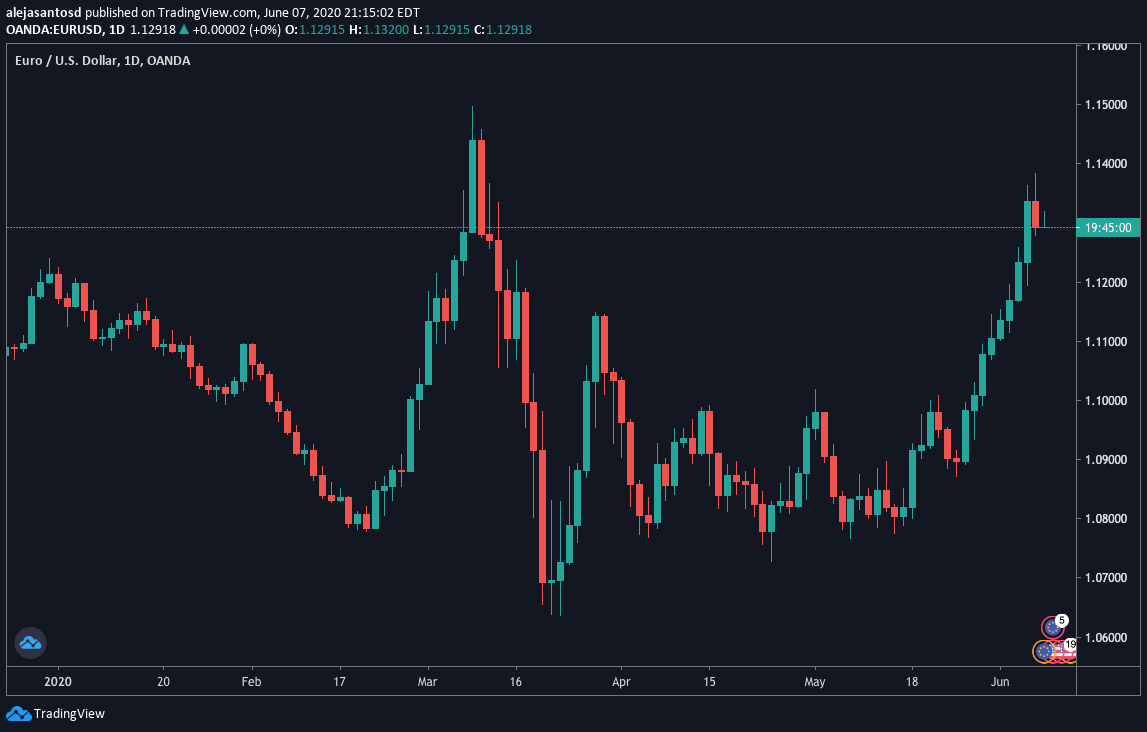 alejasantosd published on TradingView.com, June 07, 2020 21:15:02 EDT
OANDA:EURUSD, 1D 1.12918 ▲ +0.00002 (+0%) O:1.12915 H:1.13200 L:1.12915 C:1.12918
Euro / U.S. Dollar, 1D, OANDA
1.16000
1.15000
1.14000
19:45:00
1.12000
1.11000
1.10000
1.09000
1.08000
1.07000
1.06000
5
19
2020 20 Feb 17 Mar 16 Apr 15 May 18 Jun
TradingView